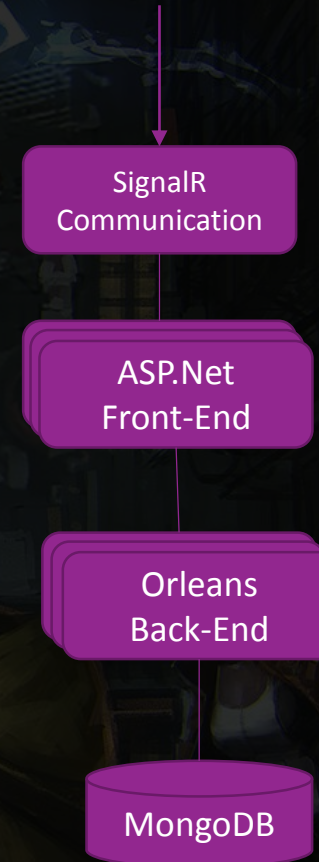 SignalR
Communication
ASP.Net
Front-End
Orleans
Back-End
MongoDB